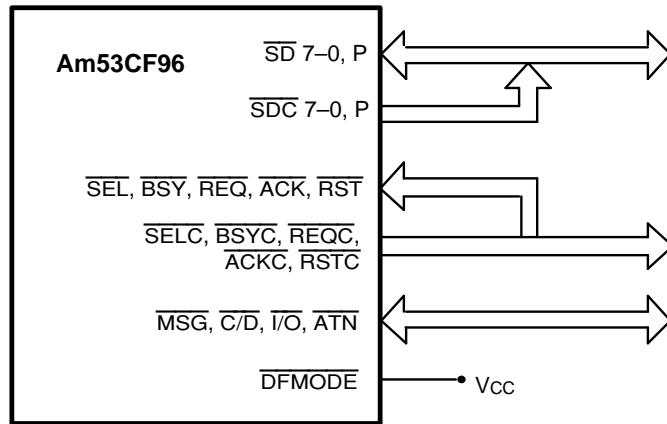 Am53CF96
SD 7–0, P
SDC 7–0, P
SEL, BSY, REQ, ACK, RST
SELC, BSYC, REQC,
ACKC, RSTC
MSG, C/D, I/O, ATN
DFMODE
VCC